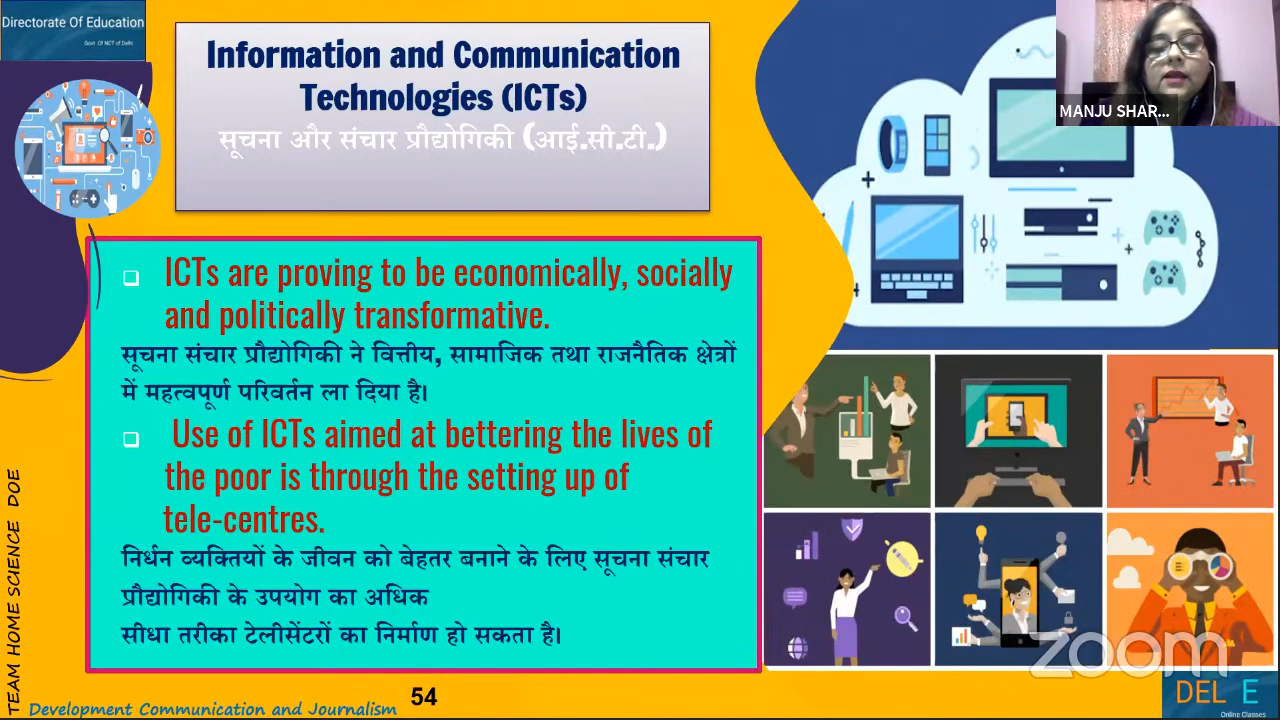 Directorate Of Education
Govt. Of NCT of Delhi
Information and Communication
Technologies (ICTs)
सूचना और संचार प्रौद्योगिकी (आई.सी.टी.)
MANJU SHAR...
ICTs are proving to be economically, socially
and politically transformative.
सूचना संचार प्रौद्योगिकी ने वित्तीय, सामाजिक तथा राजनैतिक क्षेत्रों
में महत्वपूर्ण परिवर्तन ला दिया है।
Use of ICTs aimed at bettering the lives of
the poor is through the setting up of
tele-centres.
निर्धन व्यक्तियों के जीवन को बेहतर बनाने के लिए सूचना संचार
प्रौद्योगिकी के उपयोग का अधिक
सीधा तरीका टेलीसेंटरों का निर्माण हो सकता है।
TEAM HOME SCIENCE DOE
Development Communication and Journalism
54
zoom
DEL E
Online Classes